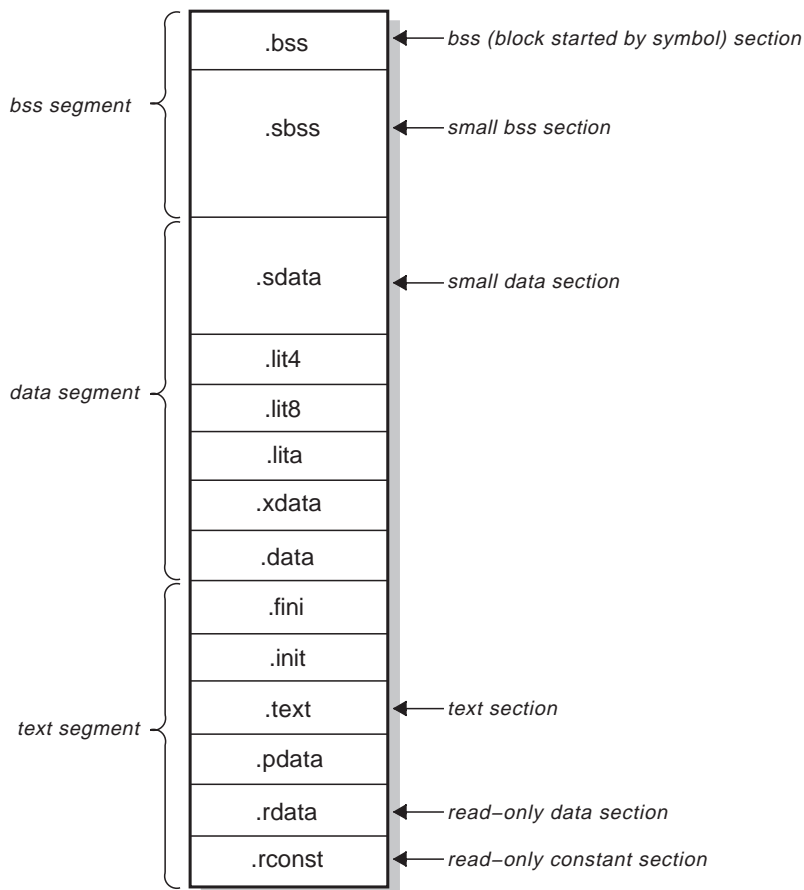 .bss
bss (block started by symbol) section
bss segment
.sbss
small bss section
.sdata
small data section
.lit4
data segment
.lit8
.lita
.xdata
.data
.fini
.init
.text
text section
text segment
.pdata
.rdata
read−only data section
.rconst
read−only constant section